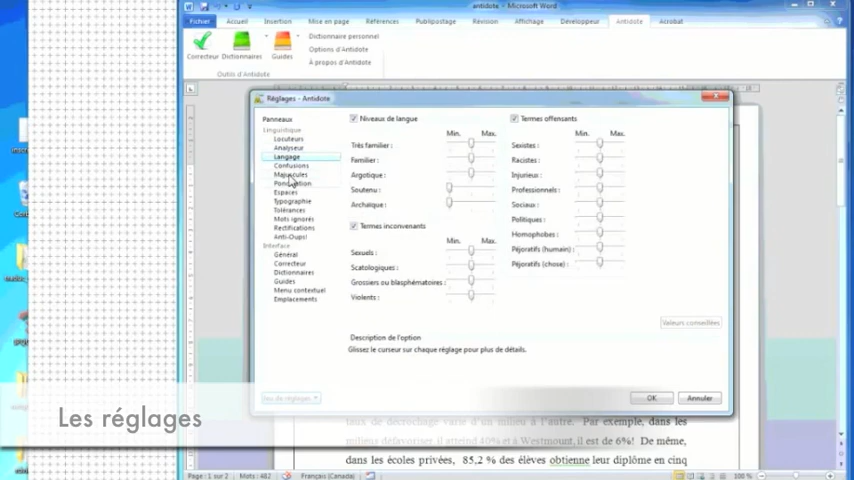 antidote - Microsoft Word
Fichier Accueil Insertion Mise en page Références Publipostage Révision Affichage Développeur Antidote Acrobat
Correcteur Dictionnaires Guides
Dictionnaire personnel
Options d'Antidote
À propos d'Antidote
Outils d'Antidote
Réglages - Antidote
Panneaux
Linguistique
Locuteurs
Analyseur
Langage
Confusions
Majuscules
Ponctuation
Espaces
Typographie
Tolérances
Mots ignorés
Rectifications
Anti-Oups!
Interface
Général
Correcteur
Dictionnaires
Guides
Menu contextuel
Emplacements
Jeu de réglages
Niveaux de langue
Min. Max.
Très familier :
Familier :
Argotique :
Soutenu :
Archaïque :
Termes inconvenants
Min. Max.
Sexuels :
Scatologiques :
Grossiers ou blasphématoires :
Violents :
Termes offensants
Min. Max.
Sexistes :
Racistes :
Injurieux :
Professionnels :
Sociaux :
Politiques :
Homophobes :
Péjoratifs (humain) :
Péjoratifs (chose) :
Valeurs conseillées
Description de l'option
Glissez le curseur sur chaque réglage pour plus de détails.
OK Annuler
Les réglages
taux de décrochage varie d'un milieu à l'autre. Par exemple, dans les
milieux défavoriser, il atteind 40% et à Westmount, il est de 6%! De même,
dans les écoles privées, 85,2 % des élèves obtienne leur diplôme en cinq
Page : 1 sur 2 Mots : 482 Français (Canada) 100 %